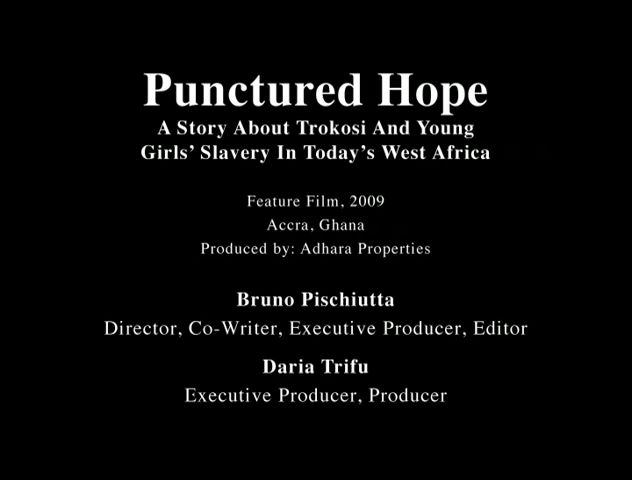 Punctured Hope
A Story About Trokosi And Young
Girls’ Slavery In Today’s West Africa
Feature Film, 2009
Accra, Ghana
Produced by: Adhara Properties
Bruno Pischiutta
Director, Co-Writer, Executive Producer, Editor
Daria Trifu
Executive Producer, Producer